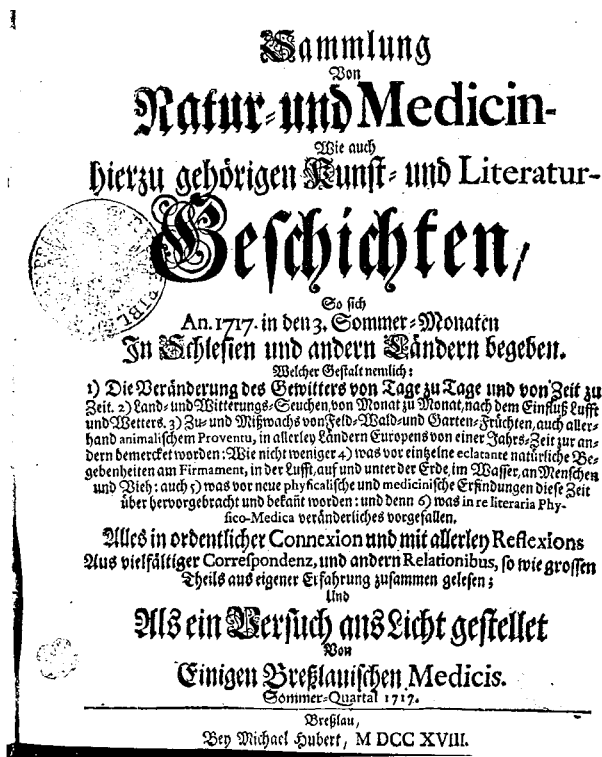 Sammlung
Von
Natur- und Medicin-
Wie auch
hierzu gehörigen Kunst- und Literatur-
Geschichten/
So sich
An. 1717. in den 3. Sommer-Monaten
In Schlesien und andern Ländern begeben.
Welcher Gestalt nemlich:
1) Die Veränderung des Gewitters von Tage zu Tage und von Zeit zu
Zeit. 2) Land- und Witterungs-Seuchen, von Monat zu Monat, nach dem Einfluß Lufft
und Wetters. 3) Zu- und Mißwachs von Feld- Wald- und Garten-Früchten, auch aller-
hand animalischem Proventu, in allerley Ländern Europens von einer Jahrs-Zeit zur an-
dern bemercket worden: Wie nicht weniger 4) was vor eintzelne eclatante natürliche Be-
gebenheiten am Firmament, in der Lufft, auf und unter der Erde, im Wasser, an Menschen
und Vieh: auch 5) was vor neue physicalische und medicinische Erfindungen diese Zeit
über hervorgebracht und bekañt worden: und denn 6) was in re literaria Phy-
sico-Medica veränderliches vorgefallen.
Alles in ordentlicher Connexion und mit allerley Reflexions
Aus vielfältiger Correspondenz, und andern Relationibus, so wie grossen
Theils aus eigener Erfahrung zusammen gelesen;
Und
Als ein Versuch ans Licht gestellet
Von
Einigen Breßlauischen Medicis.
Sommer-Quartal 1717.
Breßlau,
Bey Michael Hubert, M DCC XVIII.